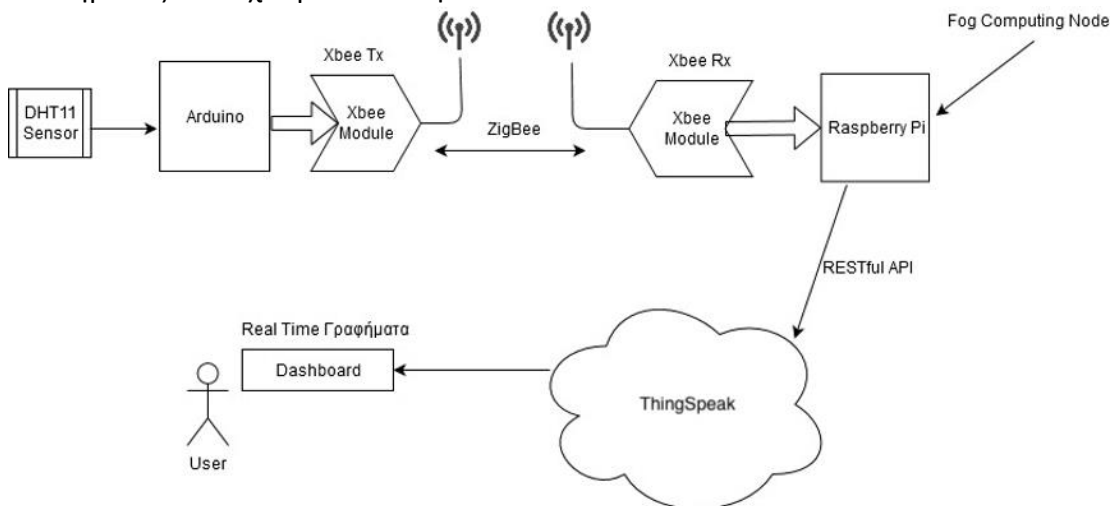 Fog Computing Node
Xbee Tx
Xbee Rx
DHT11
Sensor
Arduino
Xbee
Module
ZigBee
Xbee
Module
Raspberry Pi
RESTful API
Real Time Γραφήματα
Dashboard
ThingSpeak
User